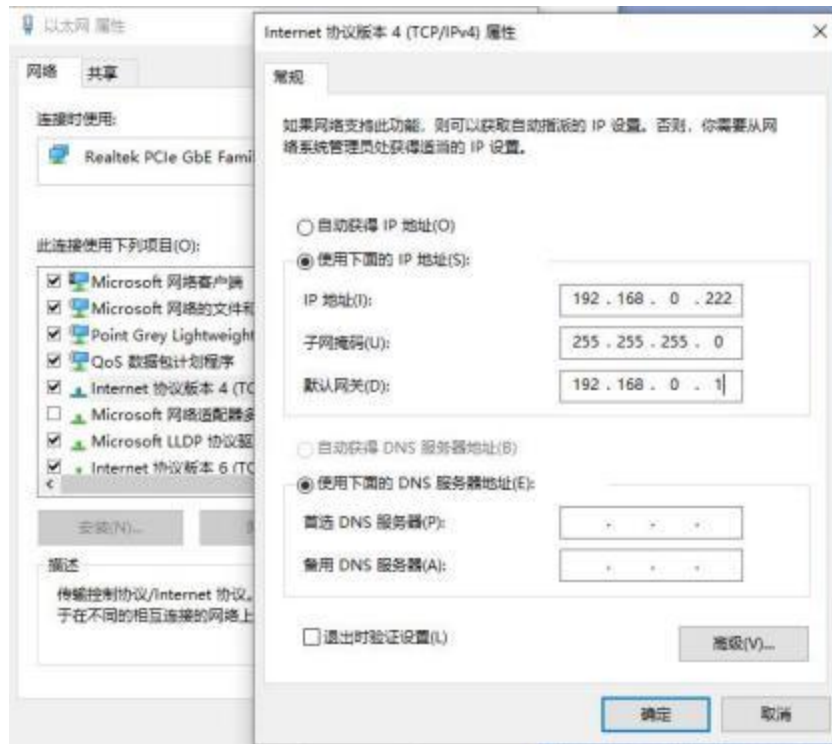 以太网 属性
网络 共享
连接时使用:
Realtek PCIe GbE Fami
此连接使用下列项目(O):
Microsoft 网络客户端
Microsoft 网络的文件和
Point Grey Lightweight
QoS 数据包计划程序
Internet 协议版本 4 (TC
Microsoft 网络适配器多
Microsoft LLDP 协议驱
Internet 协议版本 6 (TC
安装(N)...
描述
传输控制协议/Internet 协议。
于在不同的相互连接的网络上
Internet 协议版本 4 (TCP/IPv4) 属性
常规
如果网络支持此功能，则可以获取自动指派的 IP 设置。否则，你需要从网
络系统管理员处获得适当的 IP 设置。
自动获得 IP 地址(O)
使用下面的 IP 地址(S):
IP 地址(I): 192 . 168 . 0 . 222
子网掩码(U): 255 . 255 . 255 . 0
默认网关(D): 192 . 168 . 0 . 1
自动获得 DNS 服务器地址(B)
使用下面的 DNS 服务器地址(E):
首选 DNS 服务器(P): . . .
备用 DNS 服务器(A): . . .
退出时验证设置(L)
高级(V)...
确定 取消